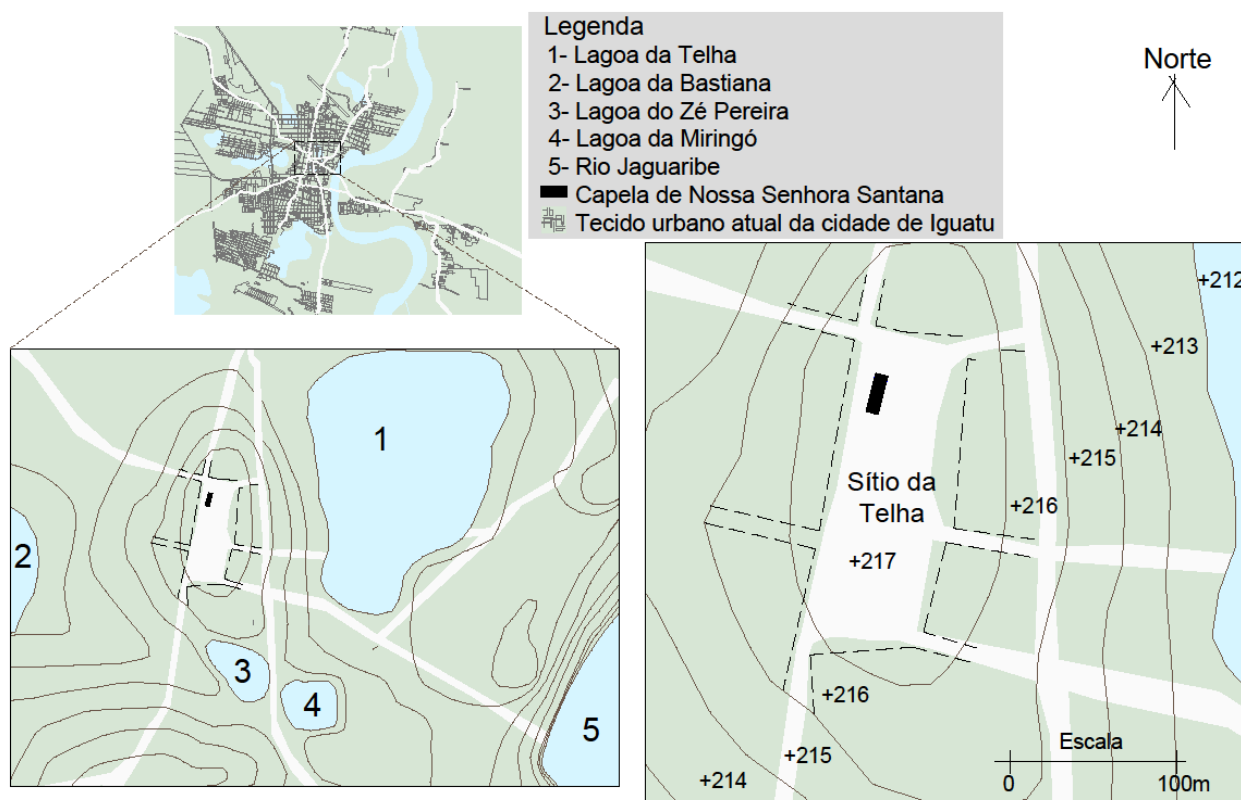 Legenda
1- Lagoa da Telha
2- Lagoa da Bastiana
3- Lagoa do Zé Pereira
4- Lagoa da Miringó
5- Rio Jaguaribe
Capela de Nossa Senhora Santana
Tecido urbano atual da cidade de Iguatu
Norte
1
2
3
4
5
+212
+213
+214
+215
+216
Sítio da
Telha
+217
+216
+215
+214
Escala
0 100m